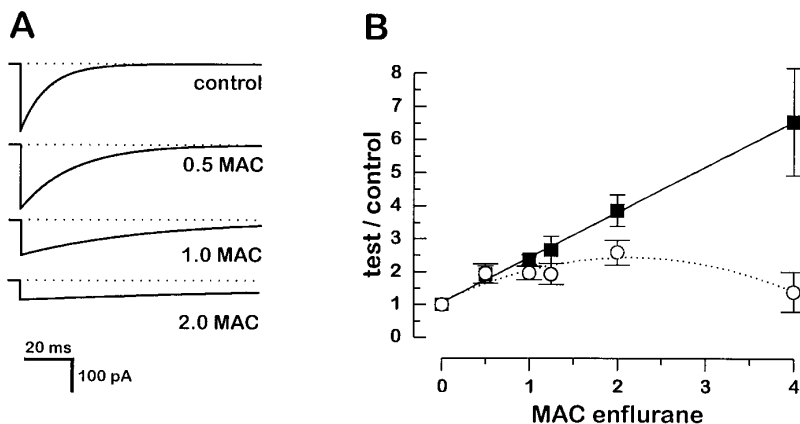 A
control
0.5 MAC
1.0 MAC
2.0 MAC
20 ms
100 pA
B
test / control
8
7
6
5
4
3
2
1
0
0 1 2 3 4
MAC enflurane